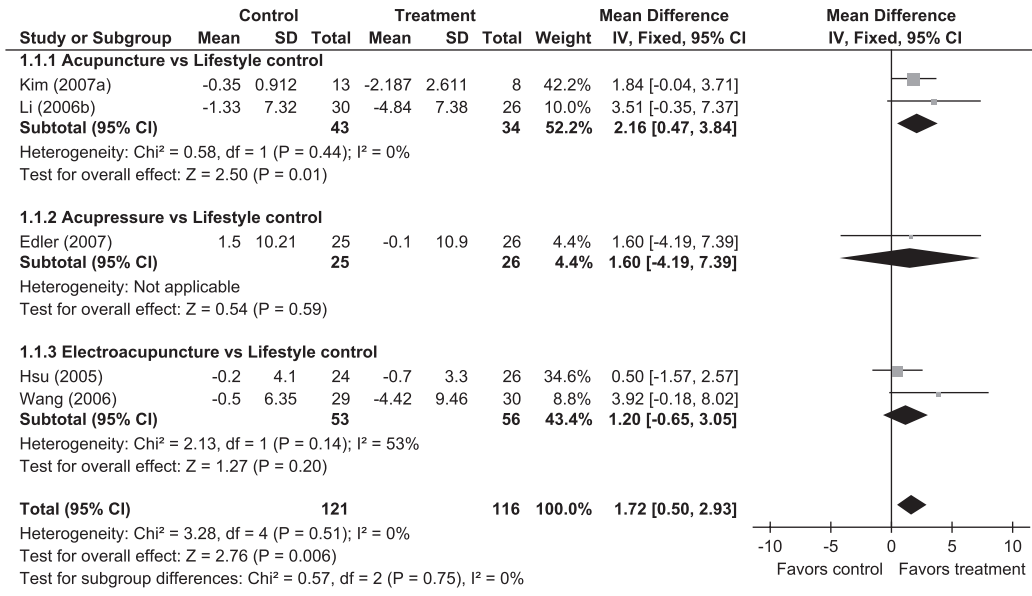 Control Treatment Mean Difference Mean Difference
Study or Subgroup Mean SD Total Mean SD Total Weight IV, Fixed, 95% CI IV, Fixed, 95% CI
1.1.1 Acupuncture vs Lifestyle control
Kim (2007a) -0.35 0.912 13 -2.187 2.611 8 42.2% 1.84 [-0.04, 3.71]
Li (2006b) -1.33 7.32 30 -4.84 7.38 26 10.0% 3.51 [-0.35, 7.37]
Subtotal (95% CI) 43 34 52.2% 2.16 [0.47, 3.84]
Heterogeneity: Chi² = 0.58, df = 1 (P = 0.44); I² = 0%
Test for overall effect: Z = 2.50 (P = 0.01)
1.1.2 Acupressure vs Lifestyle control
Edler (2007) 1.5 10.21 25 -0.1 10.9 26 4.4% 1.60 [-4.19, 7.39]
Subtotal (95% CI) 25 26 4.4% 1.60 [-4.19, 7.39]
Heterogeneity: Not applicable
Test for overall effect: Z = 0.54 (P = 0.59)
1.1.3 Electroacupuncture vs Lifestyle control
Hsu (2005) -0.2 4.1 24 -0.7 3.3 26 34.6% 0.50 [-1.57, 2.57]
Wang (2006) -0.5 6.35 29 -4.42 9.46 30 8.8% 3.92 [-0.18, 8.02]
Subtotal (95% CI) 53 56 43.4% 1.20 [-0.65, 3.05]
Heterogeneity: Chi² = 2.13, df = 1 (P = 0.14); I² = 53%
Test for overall effect: Z = 1.27 (P = 0.20)
Total (95% CI) 121 116 100.0% 1.72 [0.50, 2.93]
Heterogeneity: Chi² = 3.28, df = 4 (P = 0.51); I² = 0%
Test for overall effect: Z = 2.76 (P = 0.006)
Test for subgroup differences: Chi² = 0.57, df = 2 (P = 0.75), I² = 0%
-10 -5 0 5 10
Favors control Favors treatment